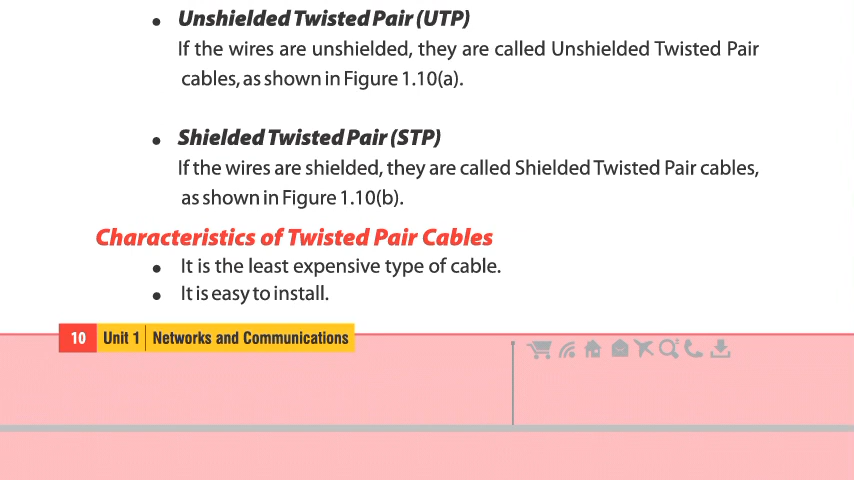 • Unshielded Twisted Pair (UTP)
If the wires are unshielded, they are called Unshielded Twisted Pair
cables, as shown in Figure 1.10(a).
• Shielded Twisted Pair (STP)
If the wires are shielded, they are called Shielded Twisted Pair cables,
as shown in Figure 1.10(b).
Characteristics of Twisted Pair Cables
• It is the least expensive type of cable.
• It is easy to install.
10 Unit 1 Networks and Communications